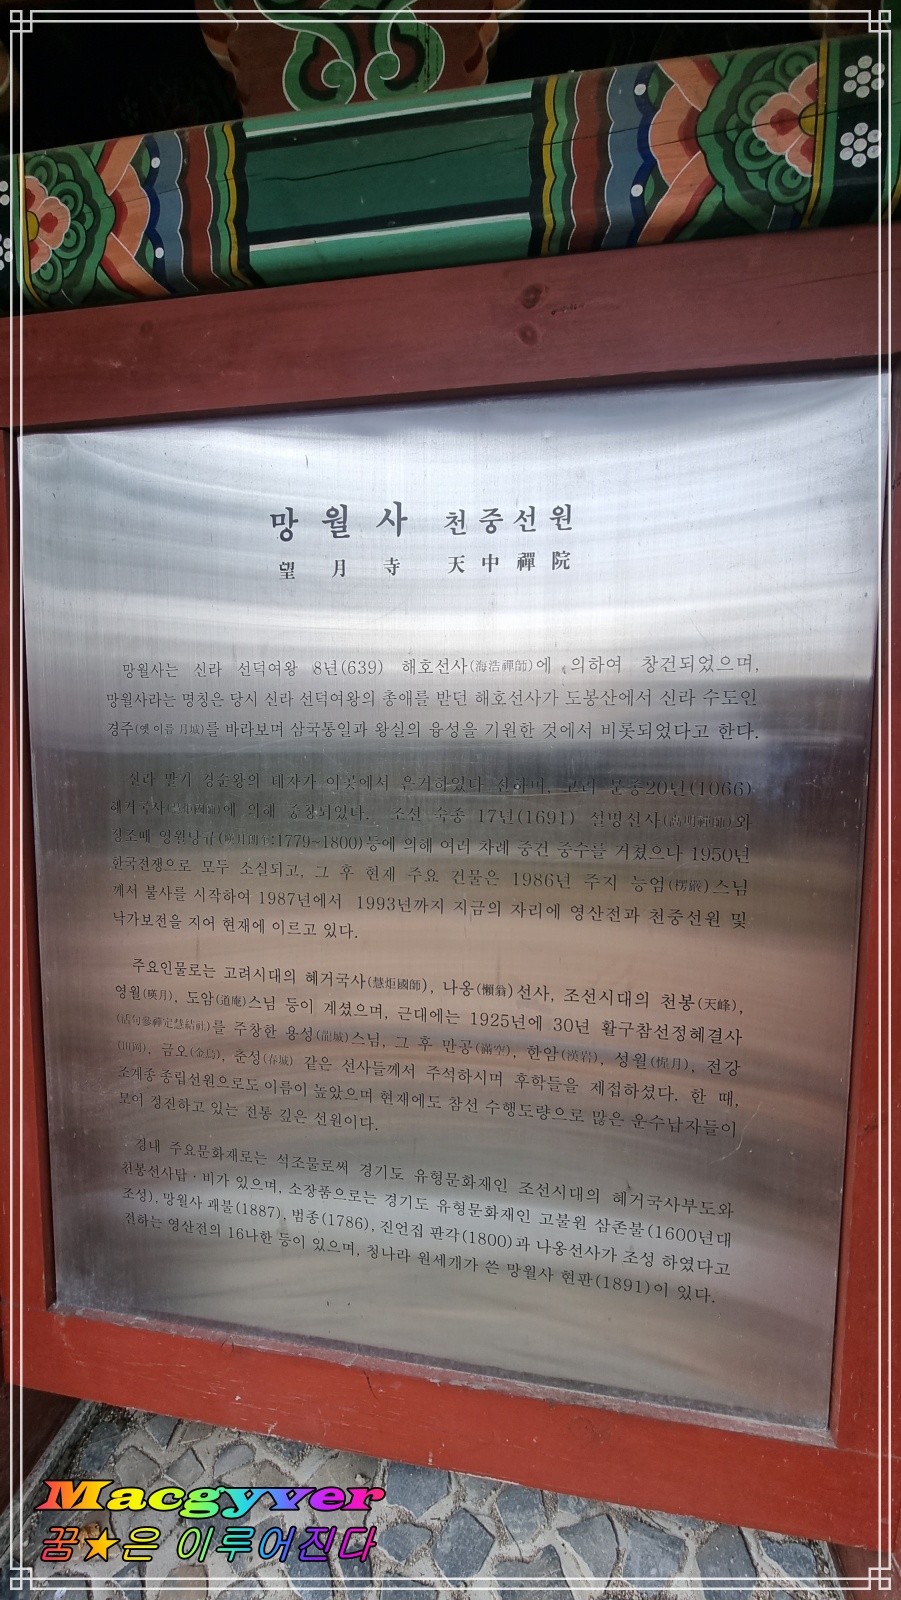 망 월 사 천중선원
望 月 寺 天 中 禪 院
망월사는 신라 선덕여왕 8년(639) 해호선사(海浩禪師)에 의하여 창건되었으며,
망월사라는 명칭은 당시 신라 선덕여왕의 총애를 받던 해호선사가 도봉산에서 신라 수도인
경주(옛 이름 月城)를 바라보며 삼국통일과 왕실의 융성을 기원한 것에서 비롯되었다고 한다.
신라 말기 경순왕의 태자가 이곳에서 은거하였다 전하며, 고려 문종20년(1066)
혜거국사에 의해 중창되었다. 조선 숙종 17년(1691) 설명선사와
정조때 영월낭규(1779~1800)등에 의해 여러 차례 중건 중수를 거쳤으나 1950년
한국전쟁으로 모두 소실되고, 그 후 현재 주요 건물은 1986년 주지 능엄(楞嚴)스님
께서 불사를 시작하여 1987년에서 1993년까지 지금의 자리에 영산전과 천중선원 및
낙가보전을 지어 현재에 이르고 있다.
주요인물로는 고려시대의 혜거국사(慧炬國師), 나옹(懶翁)선사, 조선시대의 천봉(天峰),
영월(暎月), 도암(道庵)스님 등이 계셨으며, 근대에는 1925년에 30년 활구참선정혜결사
(活句參禪定慧結社)를 주창한 용성(龍城)스님, 그 후 만공(滿空), 한암(漢岩), 성월(惺月), 전강
(田岡), 금오(金烏), 춘성(春城) 같은 선사들께서 주석하시며 후학들을 제접하셨다. 한 때,
조계종 종립선원으로도 이름이 높았으며 현재에도 참선 수행도량으로 많은 운수납자들이
모여 정진하고 있는 전통 깊은 선원이다.
경내 주요문화재로는 석조물로써 경기도 유형문화재인 조선시대의 혜거국사부도와
천봉선사탑·비가 있으며, 소장품으로는 경기도 유형문화재인 고불원 삼존불(1600년대
조성), 망월사 괘불(1887), 범종(1786), 진언집 판각(1800)과 나옹선사가 조성 하였다고
전하는 영산전의 16나한 등이 있으며, 청나라 원세개가 쓴 망월사 현판(1891)이 있다.
Macgyver
꿈★은 이루어진다